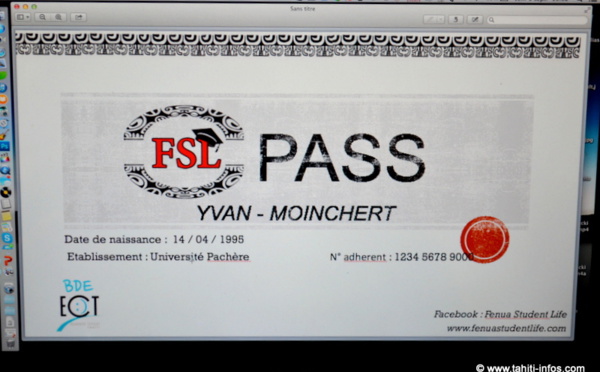 Sans titre
FSL PASS
YVAN - MOINCHERT
Date de naissance : 14 / 04 / 1995
Etablissement : Université Pachère
N° adherent : 1234 5678 9000
BDE
ECT
Facebook : Fenua Student Life
www.fenuastudentlife.com
© www.tahiti-infos.com